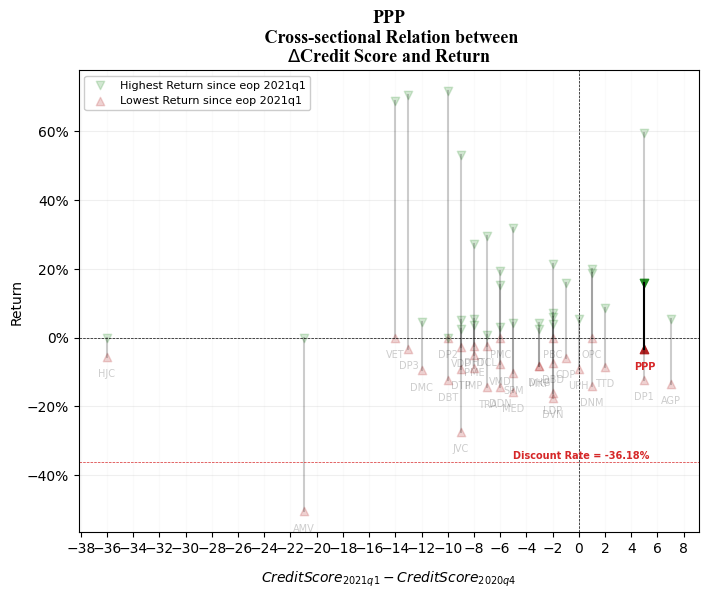 PPP
Cross-sectional Relation between
ΔCredit Score and Return
Highest Return since eop 2021q1
Lowest Return since eop 2021q1
60%
40%
20%
0%
−20%
−40%
Return
HJC
AMV
VET
DP3
DMC
DP2
DBT
JVC
PMC
MED
PBC
DVN
OPC
DNM
TTD
PPP
DP1
AGP
Discount Rate = -36.18%
−38 −36 −34 −32 −30 −28 −26 −24 −22 −20 −18 −16 −14 −12 −10 −8 −6 −4 −2 0 2 4 6 8
CreditScore2021q1 − CreditScore2020q4